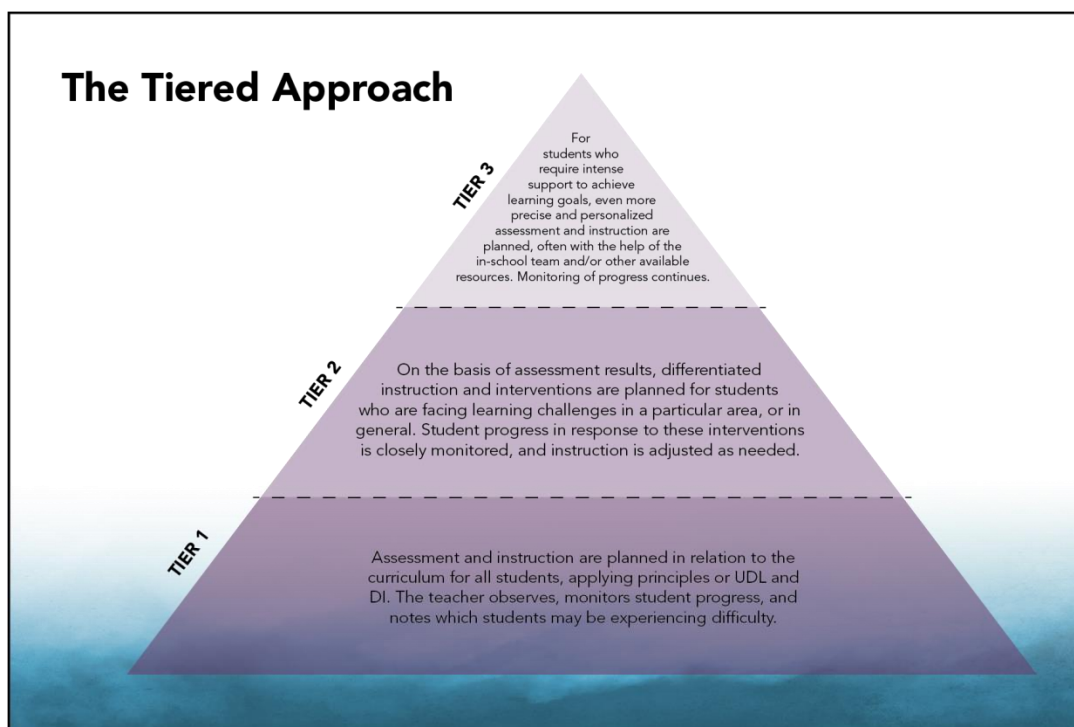 The Tiered Approach
TIER 3
For
students who
require intense
support to achieve
learning goals, even more
precise and personalized
assessment and instruction are
planned, often with the help of the
in-school team and/or other available
resources. Monitoring of progress continues.
TIER 2
On the basis of assessment results, differentiated
instruction and interventions are planned for students
who are facing learning challenges in a particular area, or in
general. Student progress in response to these interventions
is closely monitored, and instruction is adjusted as needed.
TIER 1
Assessment and instruction are planned in relation to the
curriculum for all students, applying principles or UDL and
DI. The teacher observes, monitors student progress, and
notes which students may be experiencing difficulty.